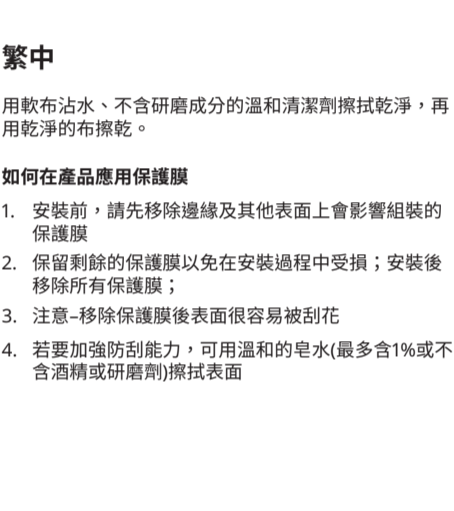 繁中
用軟布沾水、不含研磨成分的溫和清潔劑擦拭乾淨，再
用乾淨的布擦乾。
如何在產品應用保護膜
1. 安裝前，請先移除邊緣及其他表面上會影響組裝的
保護膜
2. 保留剩餘的保護膜以免在安裝過程中受損；安裝後
移除所有保護膜；
3. 注意–移除保護膜後表面很容易被刮花
4. 若要加強防刮能力，可用溫和的皂水(最多含1%或不
含酒精或研磨劑)擦拭表面